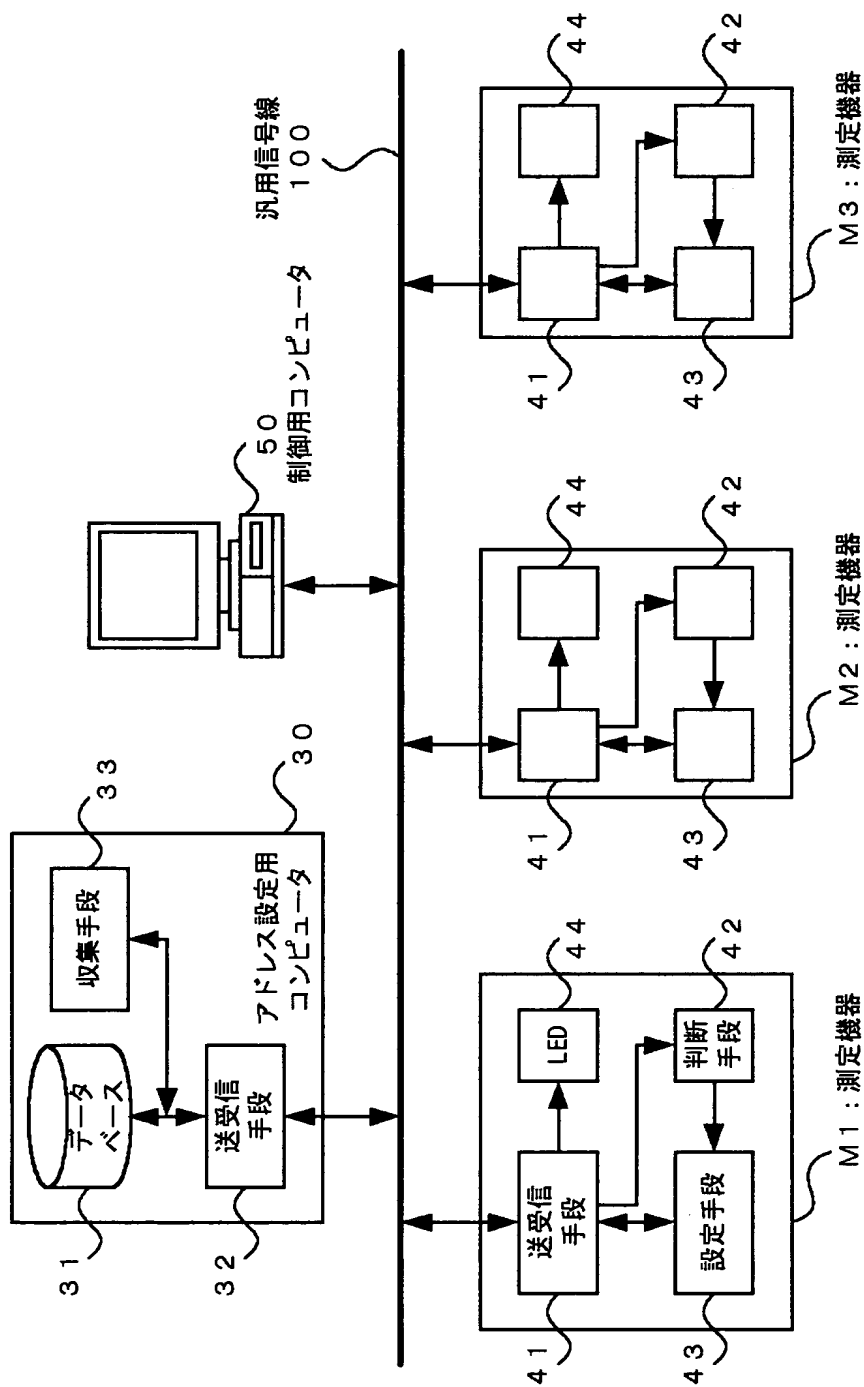 データ
ベース
31
収集手段
33
送受信
手段
32
アドレス設定用
コンピュータ
30
50
制御用コンピュータ
汎用信号線
100
送受信
手段
41
LED
44
判断
手段
42
設定手段
43
M1：測定機器
41
44
42
43
M2：測定機器
41
44
42
43
M3：測定機器